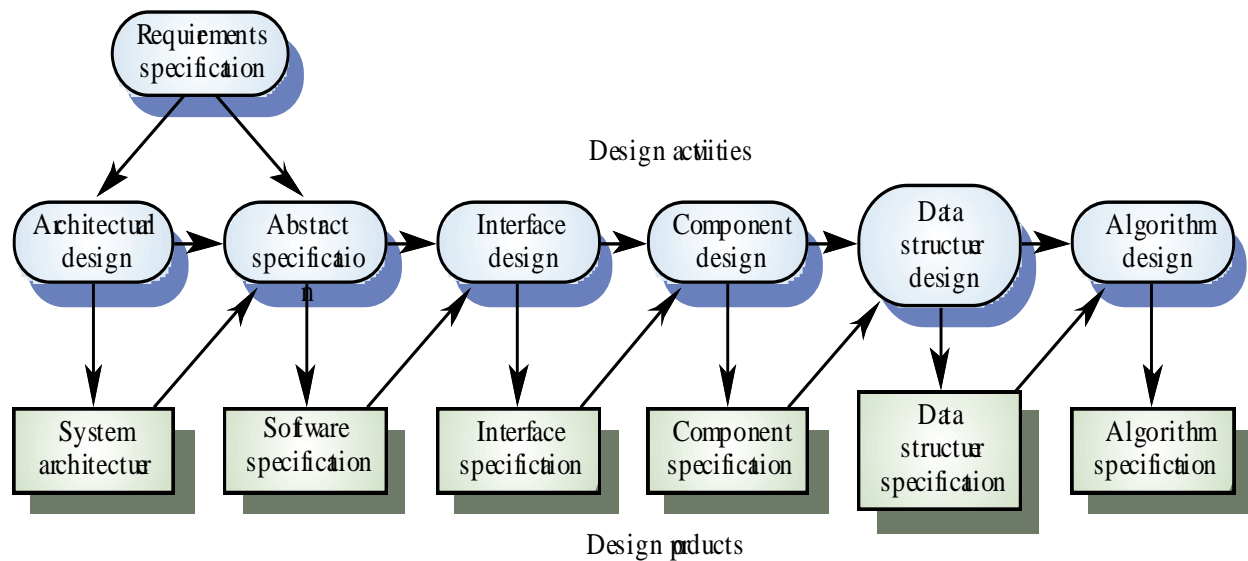 Requirements
specification
Design activities
Architectural
design
Abstract
specificatio
n
Interface
design
Component
design
Data
structure
design
Algorithm
design
System
architecture
Software
specification
Interface
specification
Component
specification
Data
structure
specification
Algorithm
specification
Design products